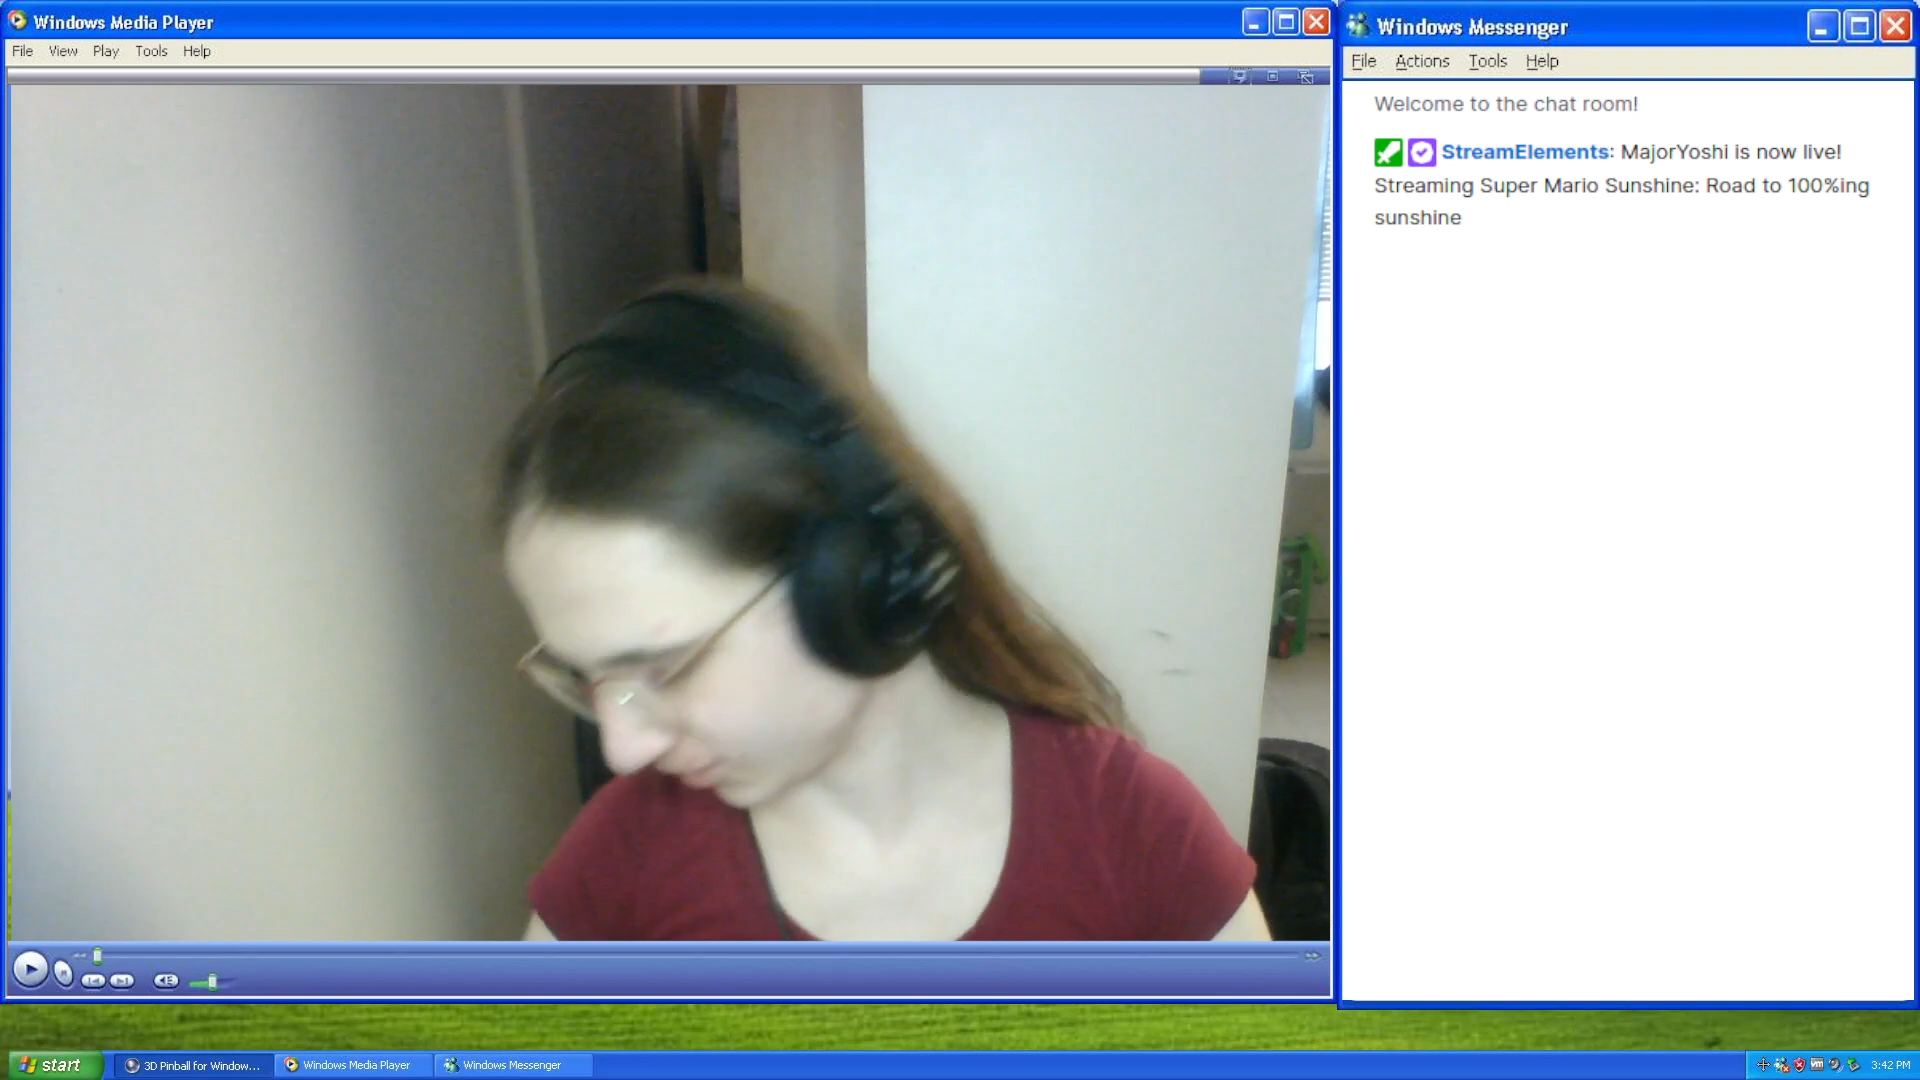 Windows Media Player
File View Play Tools Help
Windows Messenger
File Actions Tools Help
Welcome to the chat room!
StreamElements: MajorYoshi is now live!
Streaming Super Mario Sunshine: Road to 100%ing
sunshine
start
3D Pinball for Window...
Windows Media Player
Windows Messenger
3:42 PM